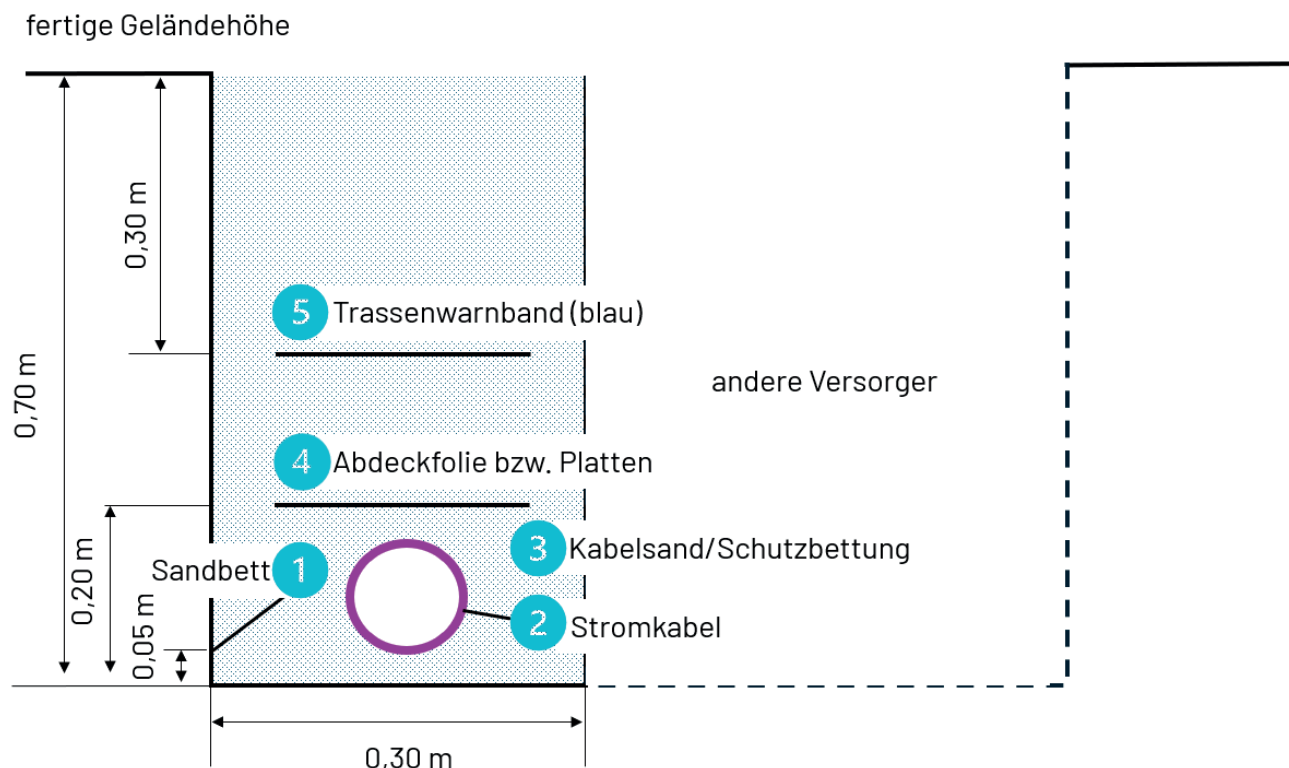 fertige Geländehöhe
0,30 m
5 Trassenwarnband (blau)
0,70 m
andere Versorger
4 Abdeckfolie bzw. Platten
0,20 m
3 Kabelsand/Schutzbettung
Sandbett 1
0,05 m
2 Stromkabel
0,30 m